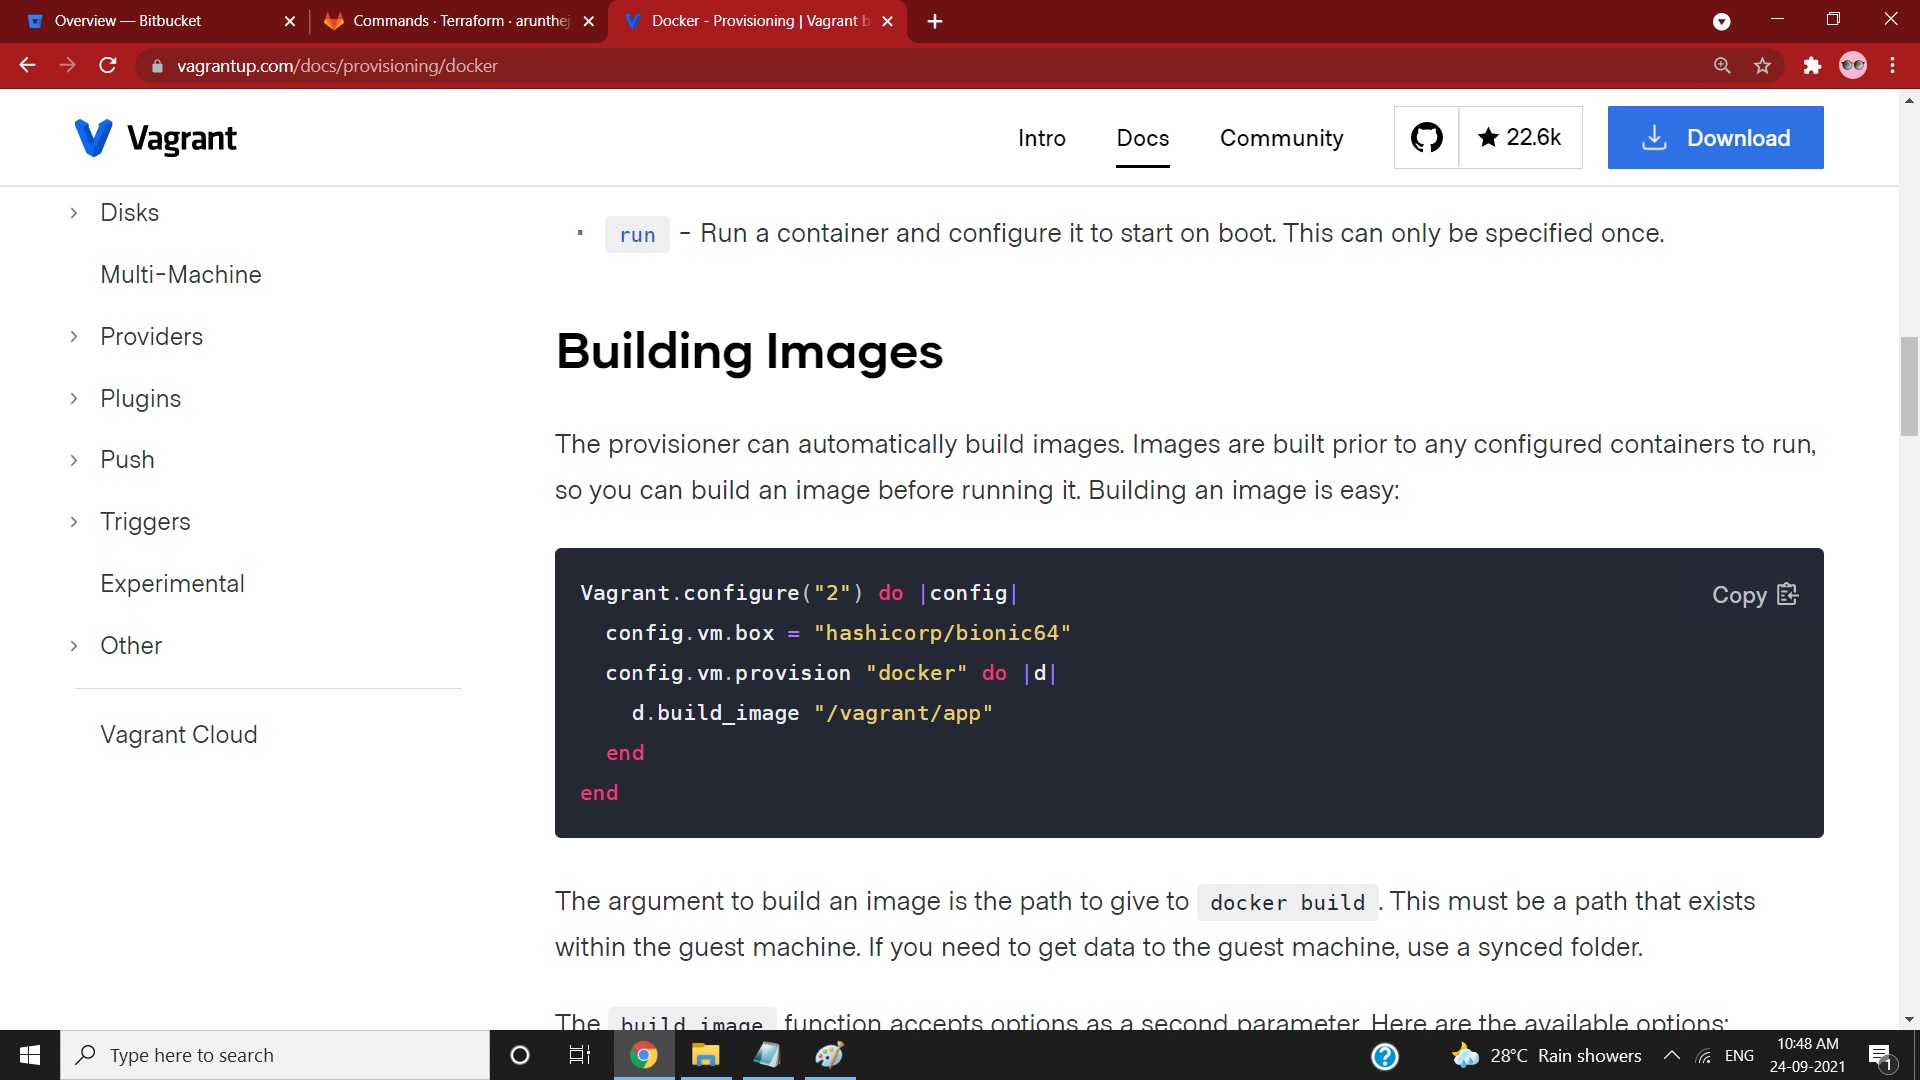 Overview — Bitbucket
Commands · Terraform · arunthej
Docker - Provisioning | Vagrant b
vagrantup.com/docs/provisioning/docker
Vagrant
Intro
Docs
Community
22.6k
Download
Disks
Multi-Machine
Providers
Plugins
Push
Triggers
Experimental
Other
Vagrant Cloud
run - Run a container and configure it to start on boot. This can only be specified once.
Building Images
The provisioner can automatically build images. Images are built prior to any configured containers to run,
so you can build an image before running it. Building an image is easy:
Copy
Vagrant.configure("2") do |config|
config.vm.box = "hashicorp/bionic64"
config.vm.provision "docker" do |d|
d.build_image "/vagrant/app"
end
end
The argument to build an image is the path to give to docker build. This must be a path that exists
within the guest machine. If you need to get data to the guest machine, use a synced folder.
The build_image function accepts options as a second parameter. Here are the available options:
Type here to search
28°C Rain showers
ENG
10:48 AM
24-09-2021
1